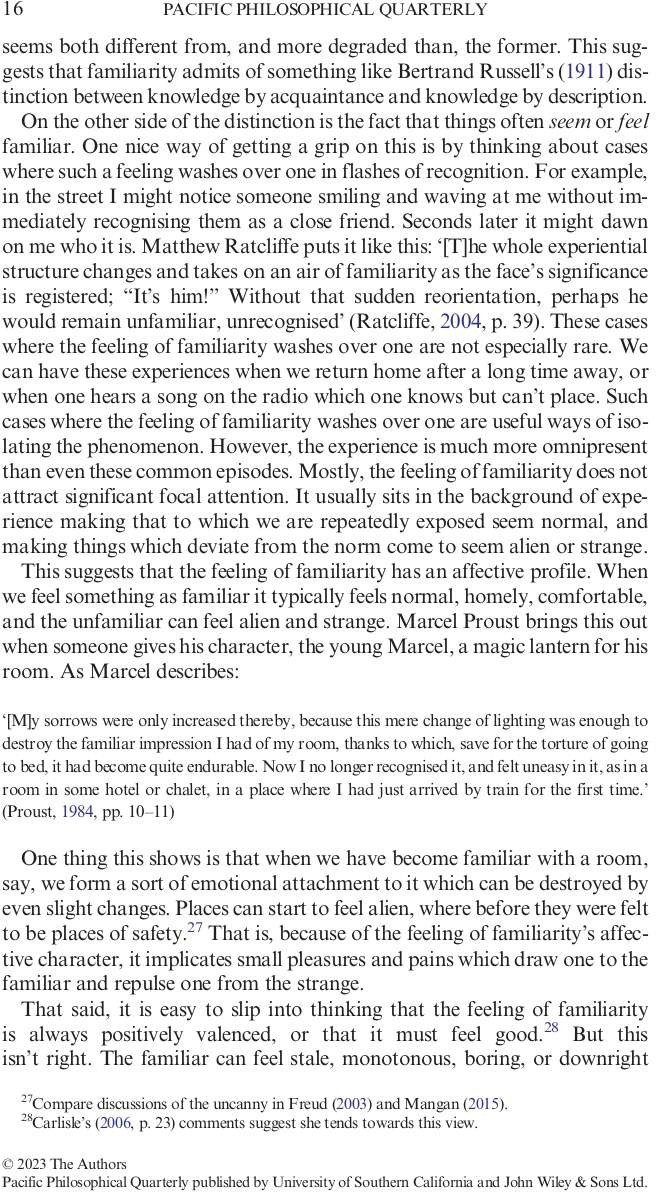 16 PACIFIC PHILOSOPHICAL QUARTERLY
seems both different from, and more degraded than, the former. This sug-
gests that familiarity admits of something like Bertrand Russell's (1911) dis-
tinction between knowledge by acquaintance and knowledge by description.
On the other side of the distinction is the fact that things often seem or feel
familiar. One nice way of getting a grip on this is by thinking about cases
where such a feeling washes over one in flashes of recognition. For example,
in the street I might notice someone smiling and waving at me without im-
mediately recognising them as a close friend. Seconds later it might dawn
on me who it is. Matthew Ratcliffe puts it like this: '[T]he whole experiential
structure changes and takes on an air of familiarity as the face's significance
is registered; “It's him!” Without that sudden reorientation, perhaps he
would remain unfamiliar, unrecognised' (Ratcliffe, 2004, p. 39). These cases
where the feeling of familiarity washes over one are not especially rare. We
can have these experiences when we return home after a long time away, or
when one hears a song on the radio which one knows but can't place. Such
cases where the feeling of familiarity washes over one are useful ways of iso-
lating the phenomenon. However, the experience is much more omnipresent
than even these common episodes. Mostly, the feeling of familiarity does not
attract significant focal attention. It usually sits in the background of expe-
rience making that to which we are repeatedly exposed seem normal, and
making things which deviate from the norm come to seem alien or strange.
This suggests that the feeling of familiarity has an affective profile. When
we feel something as familiar it typically feels normal, homely, comfortable,
and the unfamiliar can feel alien and strange. Marcel Proust brings this out
when someone gives his character, the young Marcel, a magic lantern for his
room. As Marcel describes:
'[M]y sorrows were only increased thereby, because this mere change of lighting was enough to
destroy the familiar impression I had of my room, thanks to which, save for the torture of going
to bed, it had become quite endurable. Now I no longer recognised it, and felt uneasy in it, as in a
room in some hotel or chalet, in a place where I had just arrived by train for the first time.'
(Proust, 1984, pp. 10–11)
One thing this shows is that when we have become familiar with a room,
say, we form a sort of emotional attachment to it which can be destroyed by
even slight changes. Places can start to feel alien, where before they were felt
to be places of safety.27 That is, because of the feeling of familiarity's affec-
tive character, it implicates small pleasures and pains which draw one to the
familiar and repulse one from the strange.
That said, it is easy to slip into thinking that the feeling of familiarity
is always positively valenced, or that it must feel good.28 But this
isn't right. The familiar can feel stale, monotonous, boring, or downright
27Compare discussions of the uncanny in Freud (2003) and Mangan (2015).
28Carlisle's (2006, p. 23) comments suggest she tends towards this view.
© 2023 The Authors
Pacific Philosophical Quarterly published by University of Southern California and John Wiley & Sons Ltd.